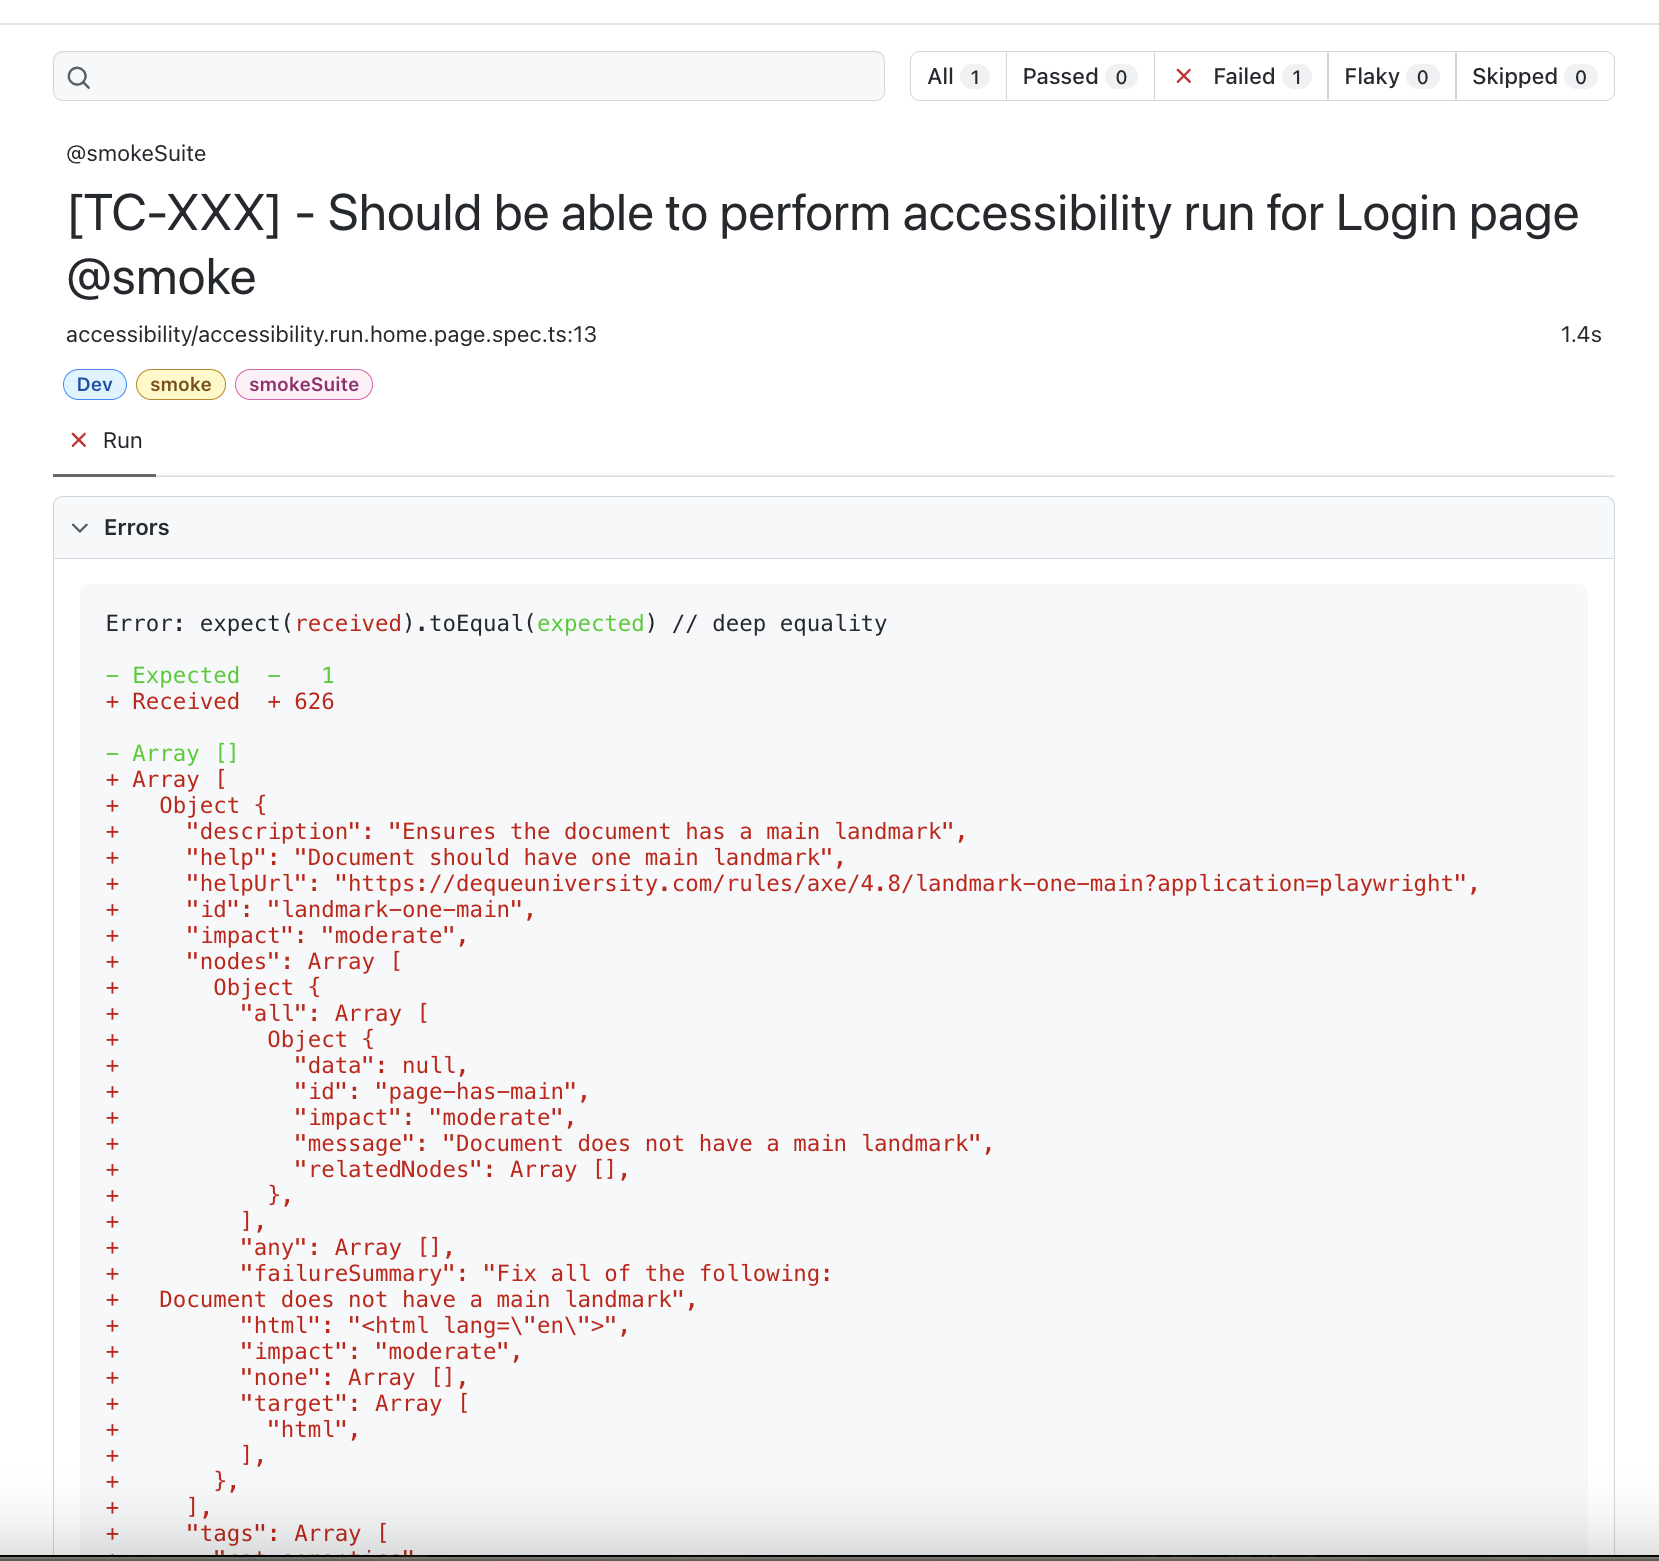 All 1 Passed 0 Failed 1 Flaky 0 Skipped 0
@smokeSuite
[TC-XXX] - Should be able to perform accessibility run for Login page
@smoke
accessibility/accessibility.run.home.page.spec.ts:13 1.4s
Dev smoke smokeSuite
Run
Errors
Error: expect(received).toEqual(expected) // deep equality
- Expected  -   1
+ Received  + 626
- Array []
+ Array [
+   Object {
+     "description": "Ensures the document has a main landmark",
+     "help": "Document should have one main landmark",
+     "helpUrl": "https://dequeuniversity.com/rules/axe/4.8/landmark-one-main?application=playwright",
+     "id": "landmark-one-main",
+     "impact": "moderate",
+     "nodes": Array [
+       Object {
+         "all": Array [
+           Object {
+             "data": null,
+             "id": "page-has-main",
+             "impact": "moderate",
+             "message": "Document does not have a main landmark",
+             "relatedNodes": Array [],
+           },
+         ],
+         "any": Array [],
+         "failureSummary": "Fix all of the following:
+   Document does not have a main landmark",
+         "html": "<html lang=\"en\">",
+         "impact": "moderate",
+         "none": Array [],
+         "target": Array [
+           "html",
+         ],
+       },
+     ],
+     "tags": Array [